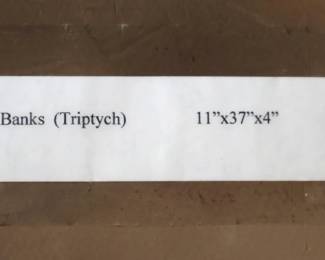 Banks (Triptych) 11”x37”x4”